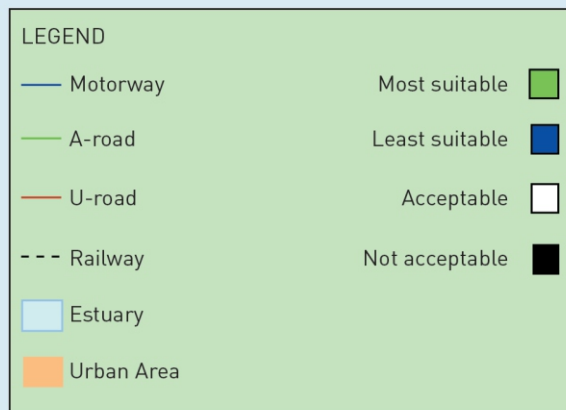 LEGEND
Motorway
A-road
U-road
Railway
Estuary
Urban Area
Most suitable
Least suitable
Acceptable
Not acceptable